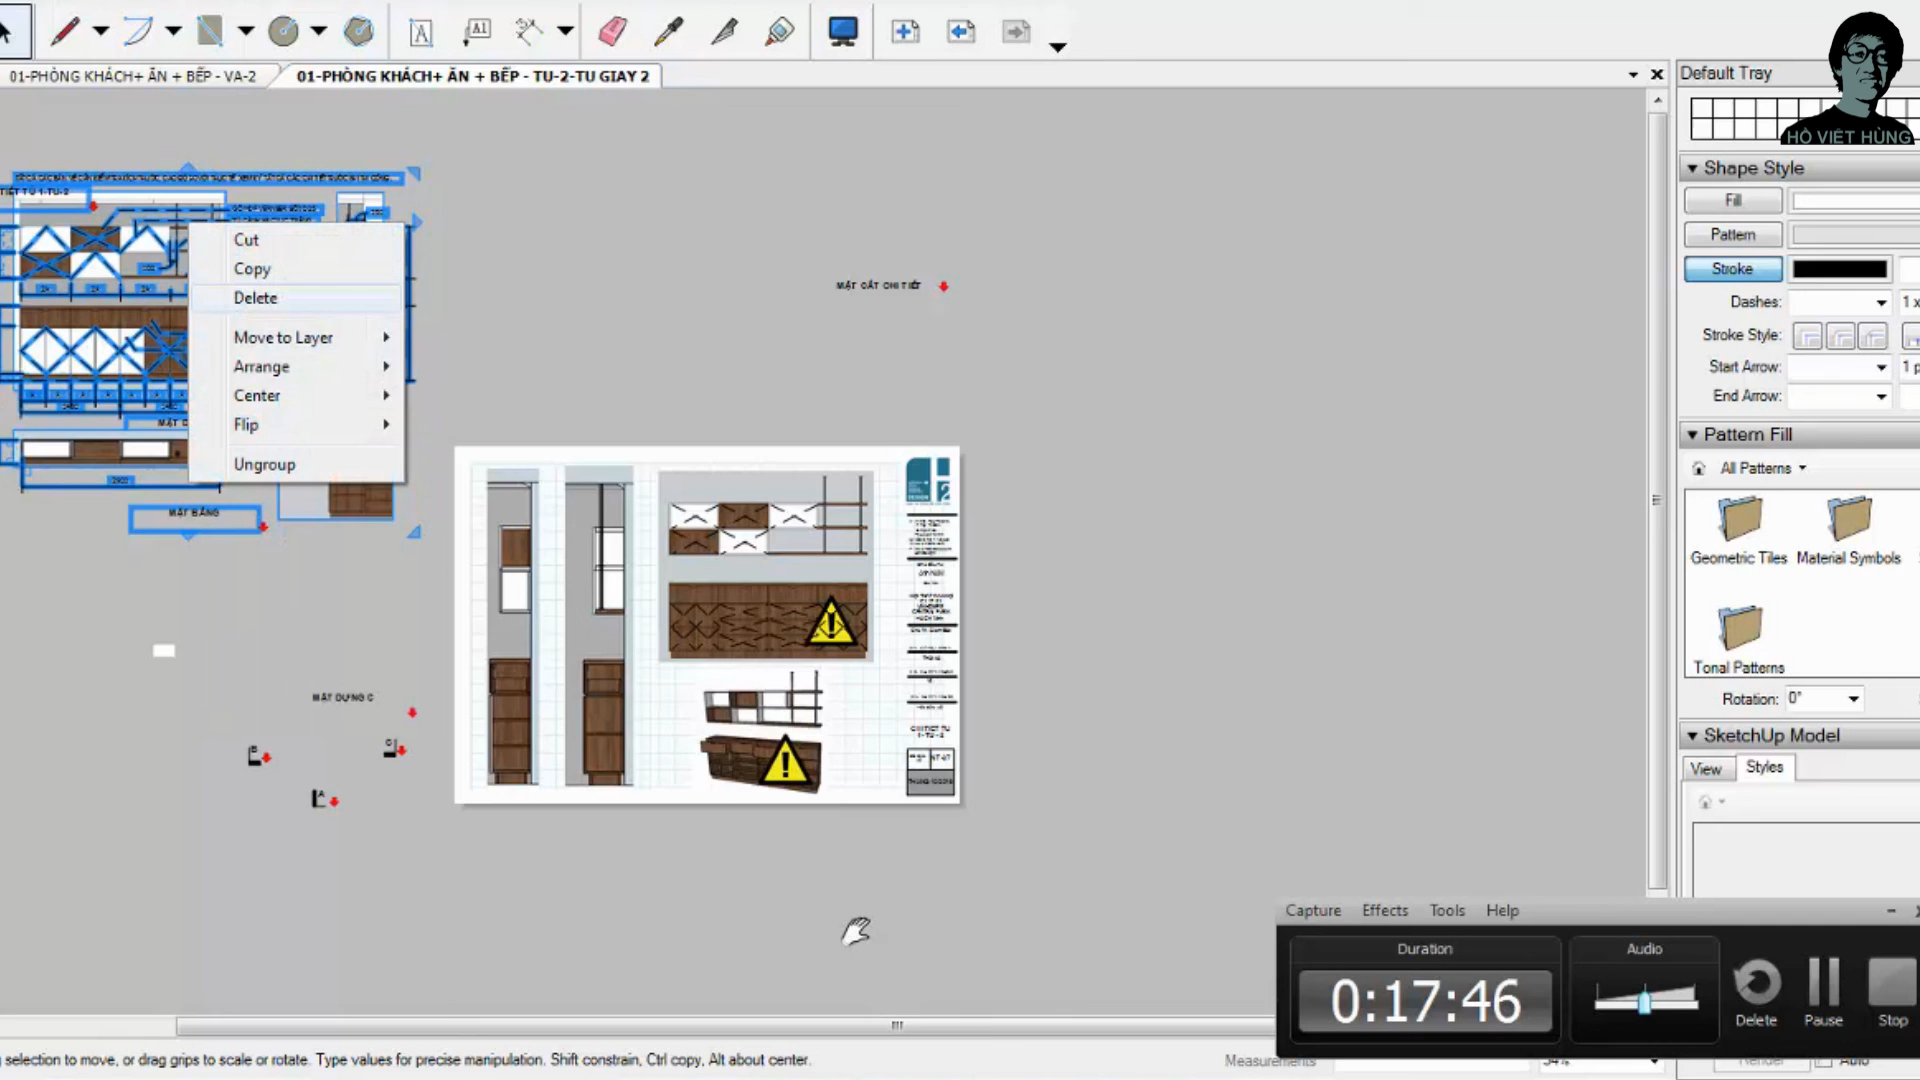 01-PHÒNG KHÁCH+ ĂN + BẾP - VA-2
01-PHÒNG KHÁCH+ ĂN + BẾP - TU-2-TU GIAY 2
Default Tray
HỒ VIẾT HÙNG
Shape Style
Fill
Pattern
Stroke
Dashes:
1 x
Stroke Style:
Start Arrow:
1 p
End Arrow:
Pattern Fill
All Patterns
Geometric Tiles
Material Symbols
Tonal Patterns
Rotation:
0°
SketchUp Model
View
Styles
Cut
Copy
Delete
Move to Layer
Arrange
Center
Flip
Ungroup
MẶT CẮT CHI TIẾT
MẶT BẰNG
MẶT ĐỨNG C
B
C
A
Capture
Effects
Tools
Help
Duration
0:17:46
Audio
Delete
Pause
Stop
selection to move, or drag grips to scale or rotate. Type values for precise manipulation. Shift constrain, Ctrl copy, Alt about center.
Measurements